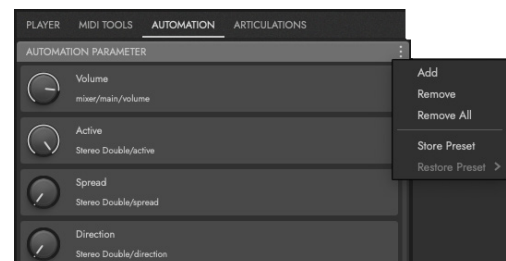 PLAYER MIDI TOOLS AUTOMATION ARTICULATIONS
AUTOMATION PARAMETER
Volume
mixer/main/volume
Active
Stereo Double/active
Spread
Stereo Double/spread
Direction
Stereo Double/direction
Add
Remove
Remove All
Store Preset
Restore Preset >